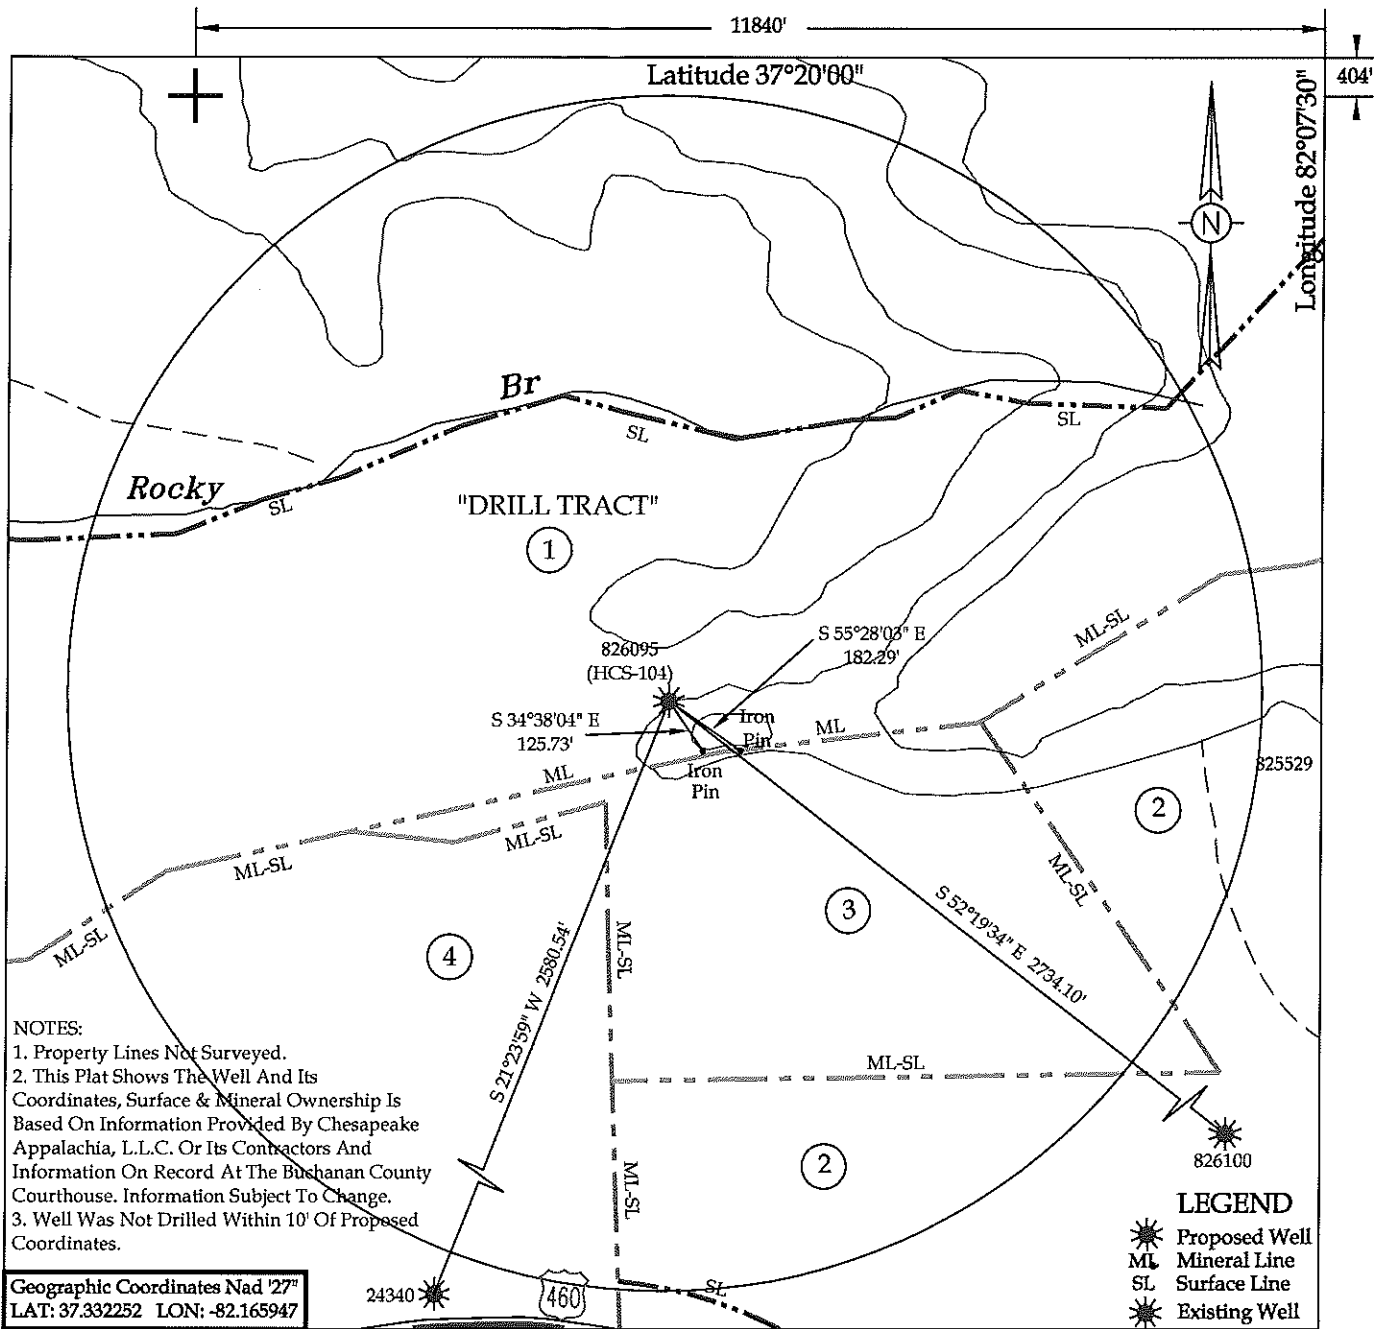 11840'
404'
Latitude 37°20'00"
Longitude 82°07'30"
N
Br
SL
SL
Rocky
SL
"DRILL TRACT"
1
ML-SL
S 55°28'03" E
182.29'
826095
(HCS-104)
S 34°38'04" E
125.73'
Iron
Pin
ML
Iron
Pin
ML
825529
2
ML-SL
ML-SL
ML-SL
ML-SL
3
S 52°19'34" E 2734.10'
4
ML-SL
S 21°23'59" W 2580.54'
ML-SL
NOTES:
1. Property Lines Not Surveyed.
2. This Plat Shows The Well And Its
Coordinates, Surface & Mineral Ownership Is
Based On Information Provided By Chesapeake
Appalachia, L.L.C. Or Its Contractors And
Information On Record At The Buchanan County
Courthouse. Information Subject To Change.
3. Well Was Not Drilled Within 10' Of Proposed
Coordinates.
ML-SL
2
826100
SL
24340
460
Geographic Coordinates Nad '27"
LAT: 37.332252 LON: -82.165947
LEGEND
Proposed Well
ML Mineral Line
SL Surface Line
Existing Well